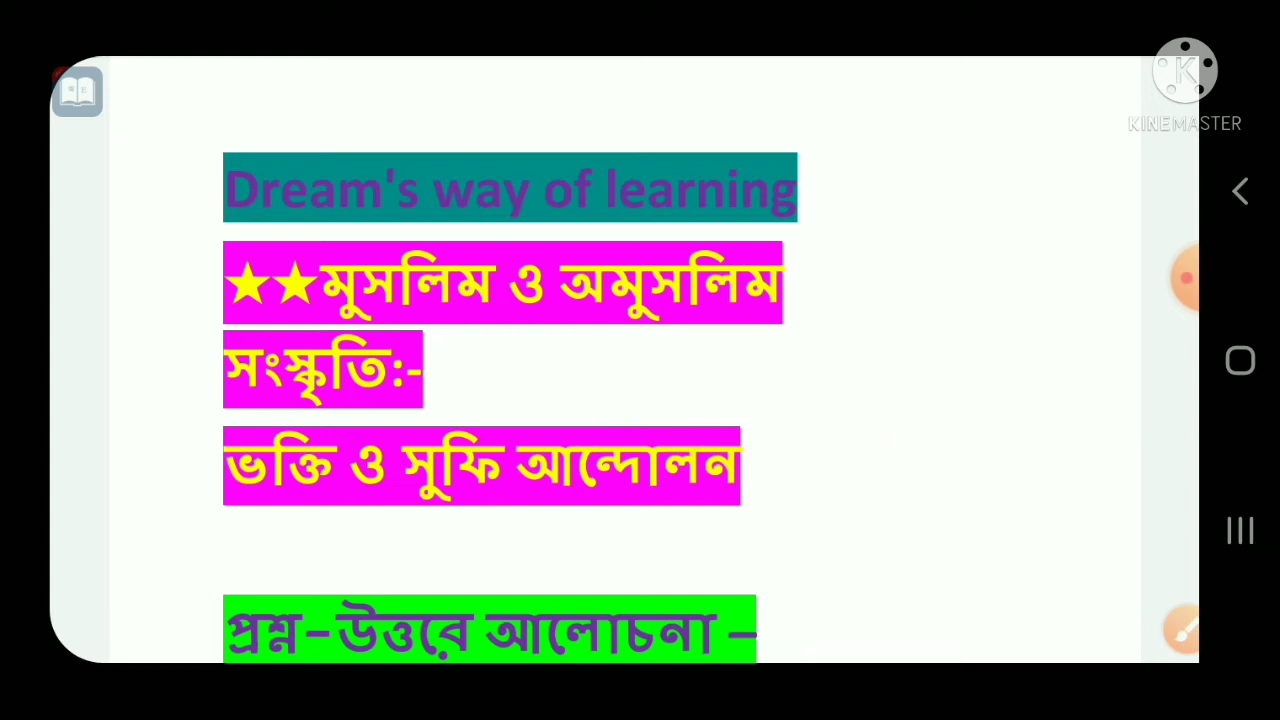 KINEMASTER
Dream's way of learning
★★মুসলিম ও অমুসলিম
সংস্কৃতি:-
ভক্তি ও সুফি আন্দোলন
প্রশ্ন-উত্তরে আলোচনা –